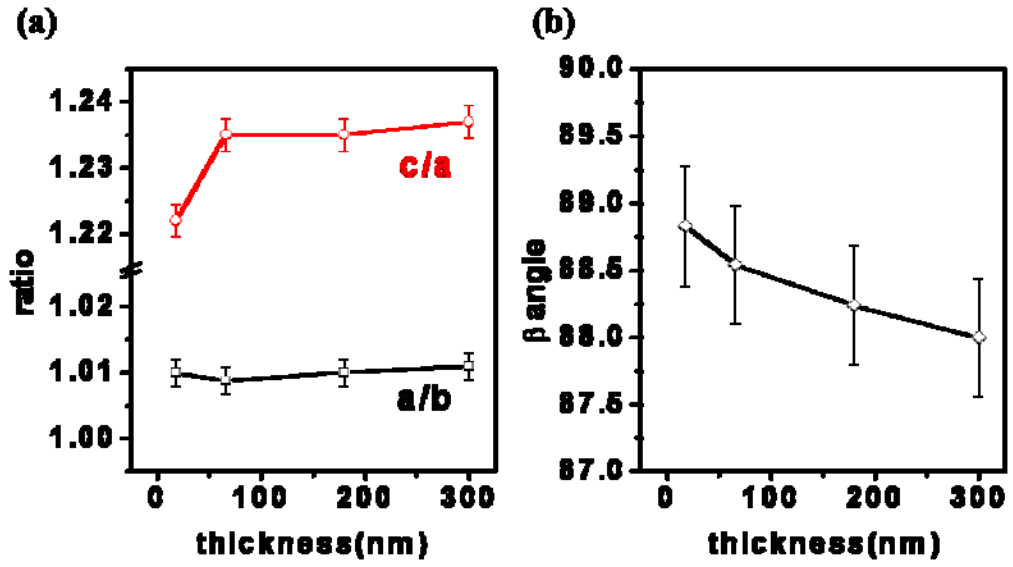 (a)
(b)
1.24
1.23
1.22
1.02
1.01
1.00
ratio
c/a
a/b
0 100 200 300
thickness(nm)
90.0
89.5
89.0
88.5
88.0
87.5
87.0
β angle
0 100 200 300
thickness(nm)